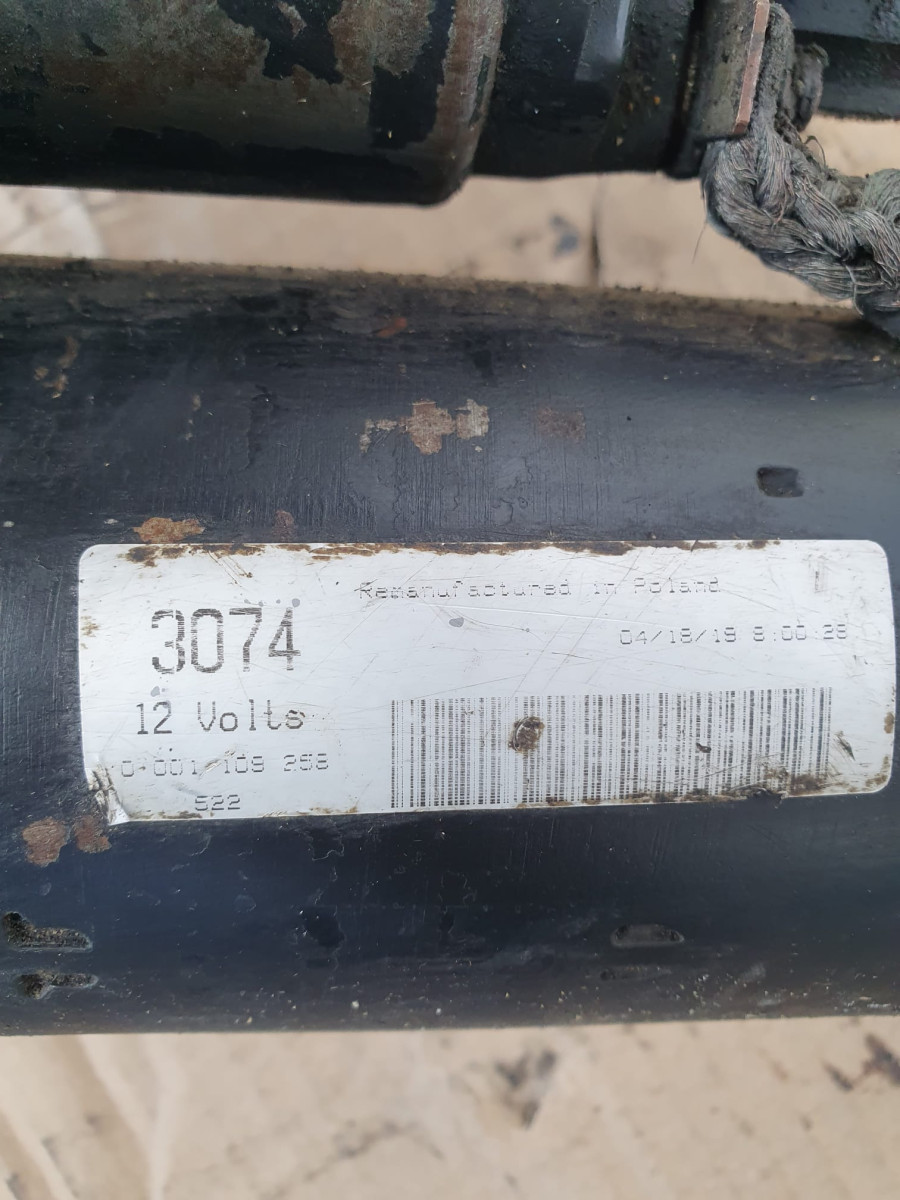 Remanufactured in Poland
3074
04/18/19 8:00:28
12 Volts
0 001 109 258
522